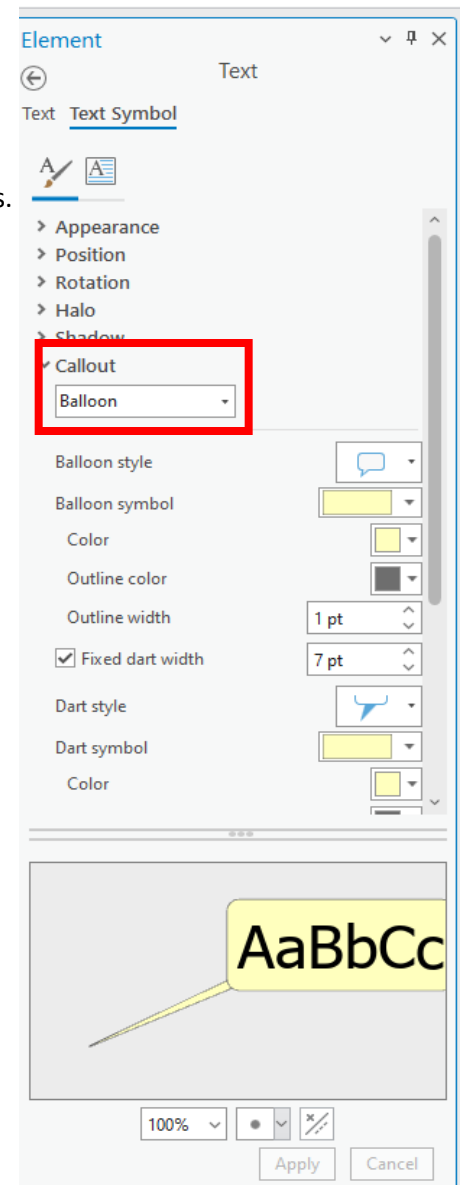 Element
Text
Text Text Symbol
s.
Appearance
Position
Rotation
Halo
Shadow
Callout
Balloon
Balloon style
Balloon symbol
Color
Outline color
Outline width 1 pt
Fixed dart width 7 pt
Dart style
Dart symbol
Color
AaBbCc
100%
Apply Cancel